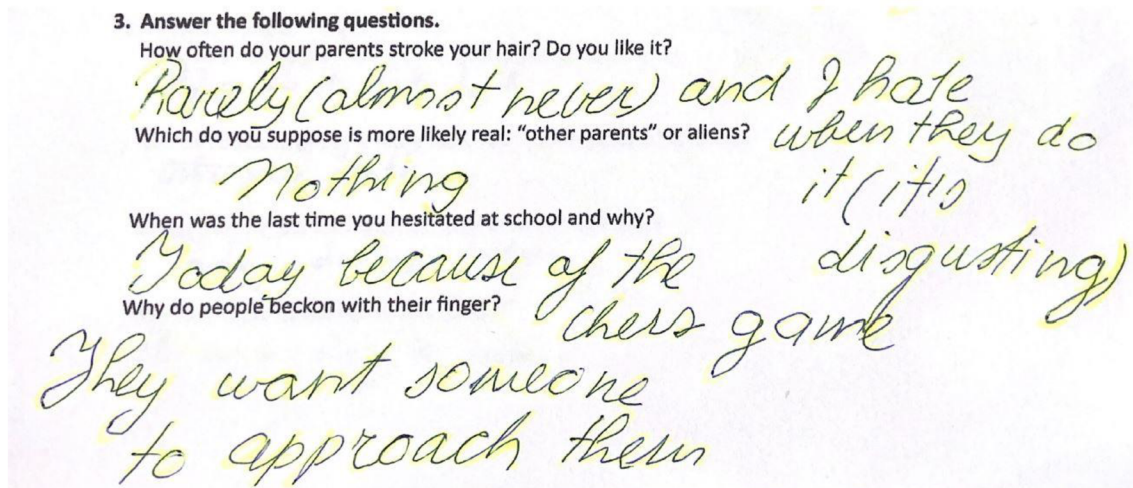 3. Answer the following questions.
How often do your parents stroke your hair? Do you like it?
Rarely (almost never) and I hate
when they do
it (it's
disgusting)
Which do you suppose is more likely real: “other parents” or aliens?
Nothing
When was the last time you hesitated at school and why?
Today because of the
chess game
Why do people beckon with their finger?
They want someone
to approach them